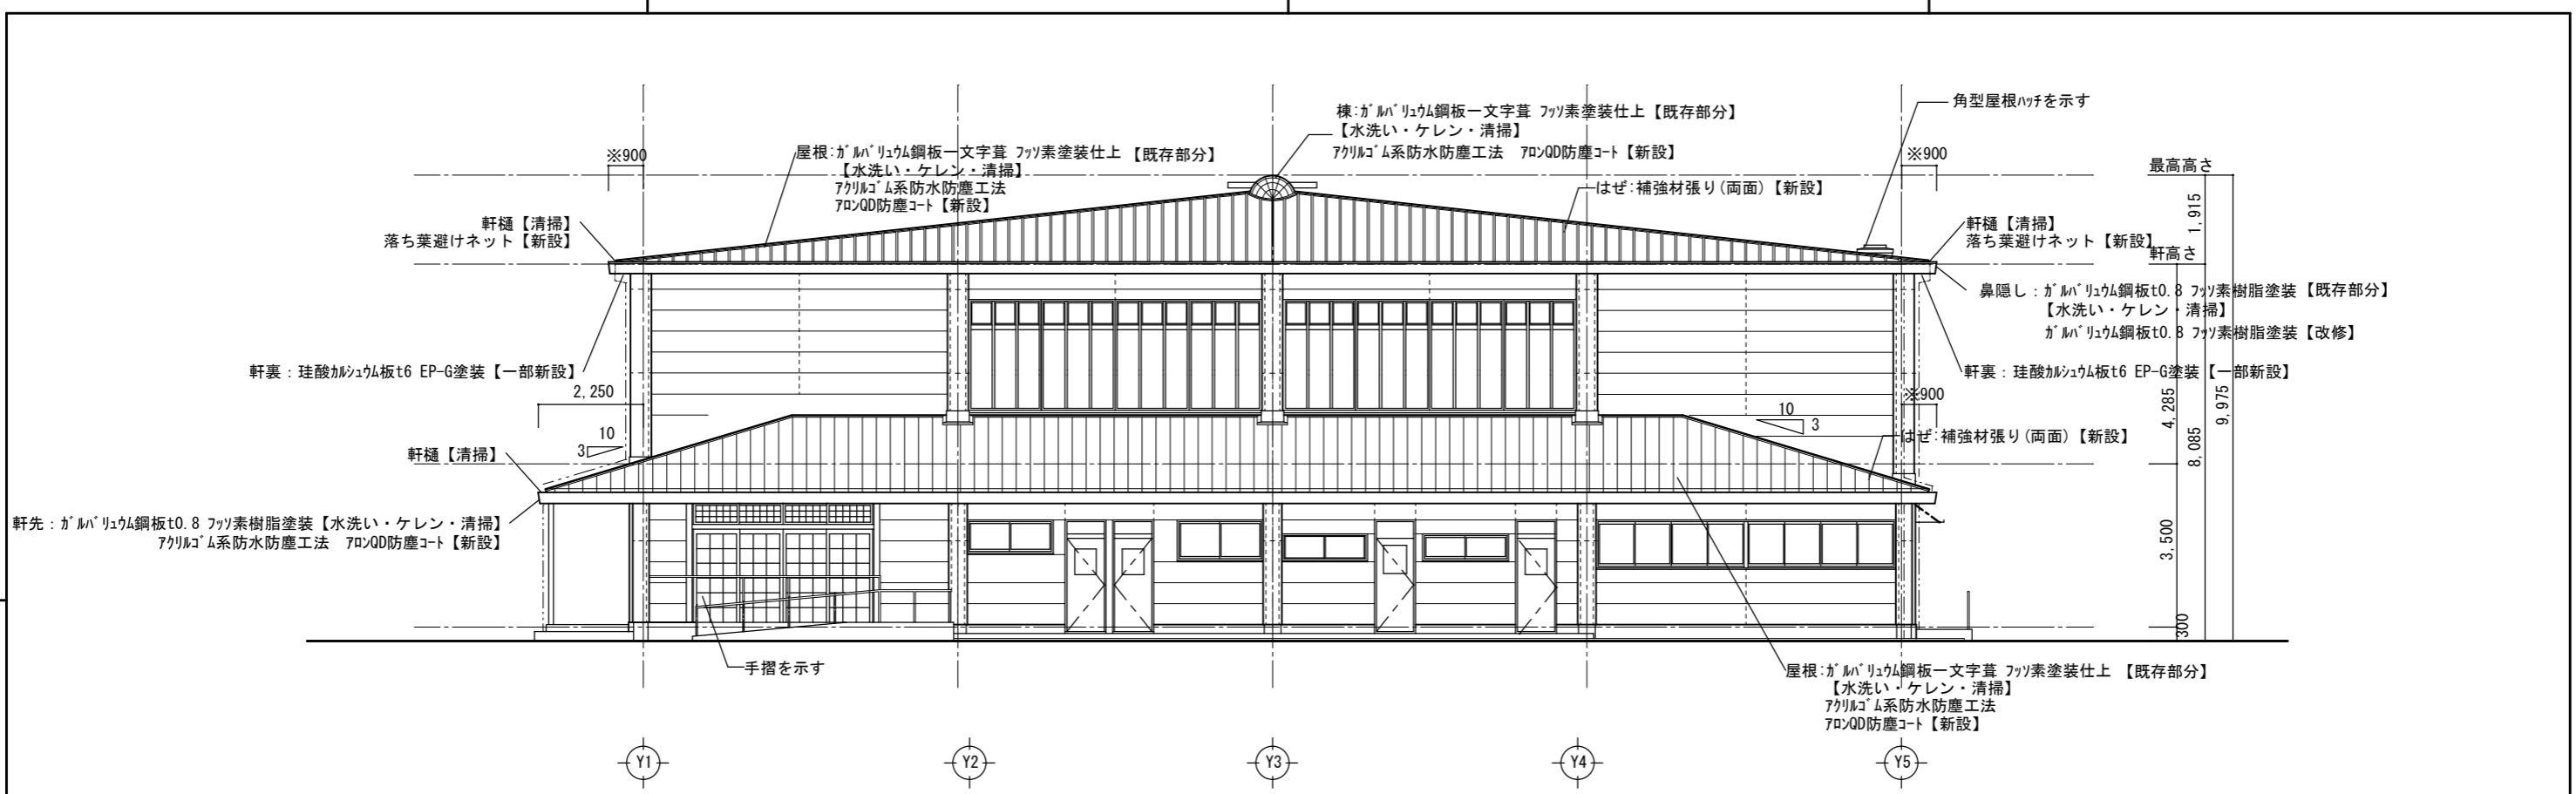 棟:ｶﾞﾙﾊﾞﾘｭｳﾑ鋼板一文字葺 ﾌｯｿ素塗装仕上【既存部分】
【水洗い・ケレン・清掃】
ｱｸﾘﾙｺﾞﾑ系防水防塵工法 ｱﾛﾝQD防塵ｺｰﾄ【新設】
角型屋根ﾊｯﾁを示す
※900
屋根:ｶﾞﾙﾊﾞﾘｭｳﾑ鋼板一文字葺 ﾌｯｿ素塗装仕上 【既存部分】
【水洗い・ケレン・清掃】
ｱｸﾘﾙｺﾞﾑ系防水防塵工法
ｱﾛﾝQD防塵ｺｰﾄ【新設】
※900
最高高さ
はぜ:補強材張り(両面)【新設】
1,915
軒樋【清掃】
落ち葉避けネット【新設】
軒樋【清掃】
落ち葉避けネット【新設】
軒高さ
鼻隠し：ｶﾞﾙﾊﾞﾘｭｳﾑ鋼板t0.8 ﾌｯｿ素樹脂塗装【既存部分】
【水洗い・ケレン・清掃】
ｶﾞﾙﾊﾞﾘｭｳﾑ鋼板t0.8 ﾌｯｿ素樹脂塗装【改修】
軒裏：珪酸ｶﾙｼｭｳﾑ板t6 EP-G塗装【一部新設】
軒裏：珪酸ｶﾙｼｭｳﾑ板t6 EP-G塗装【一部新設】
2,250
※900
4,285
9,975
8,085
10
3
10
3
はぜ:補強材張り(両面)【新設】
軒樋【清掃】
軒先：ｶﾞﾙﾊﾞﾘｭｳﾑ鋼板t0.8 ﾌｯｿ素樹脂塗装【水洗い・ケレン・清掃】
ｱｸﾘﾙｺﾞﾑ系防水防塵工法 ｱﾛﾝQD防塵ｺｰﾄ【新設】
3,500
300
手摺を示す
屋根:ｶﾞﾙﾊﾞﾘｭｳﾑ鋼板一文字葺 ﾌｯｿ素塗装仕上 【既存部分】
【水洗い・ケレン・清掃】
ｱｸﾘﾙｺﾞﾑ系防水防塵工法
ｱﾛﾝQD防塵ｺｰﾄ【新設】
Y1
Y2
Y3
Y4
Y5